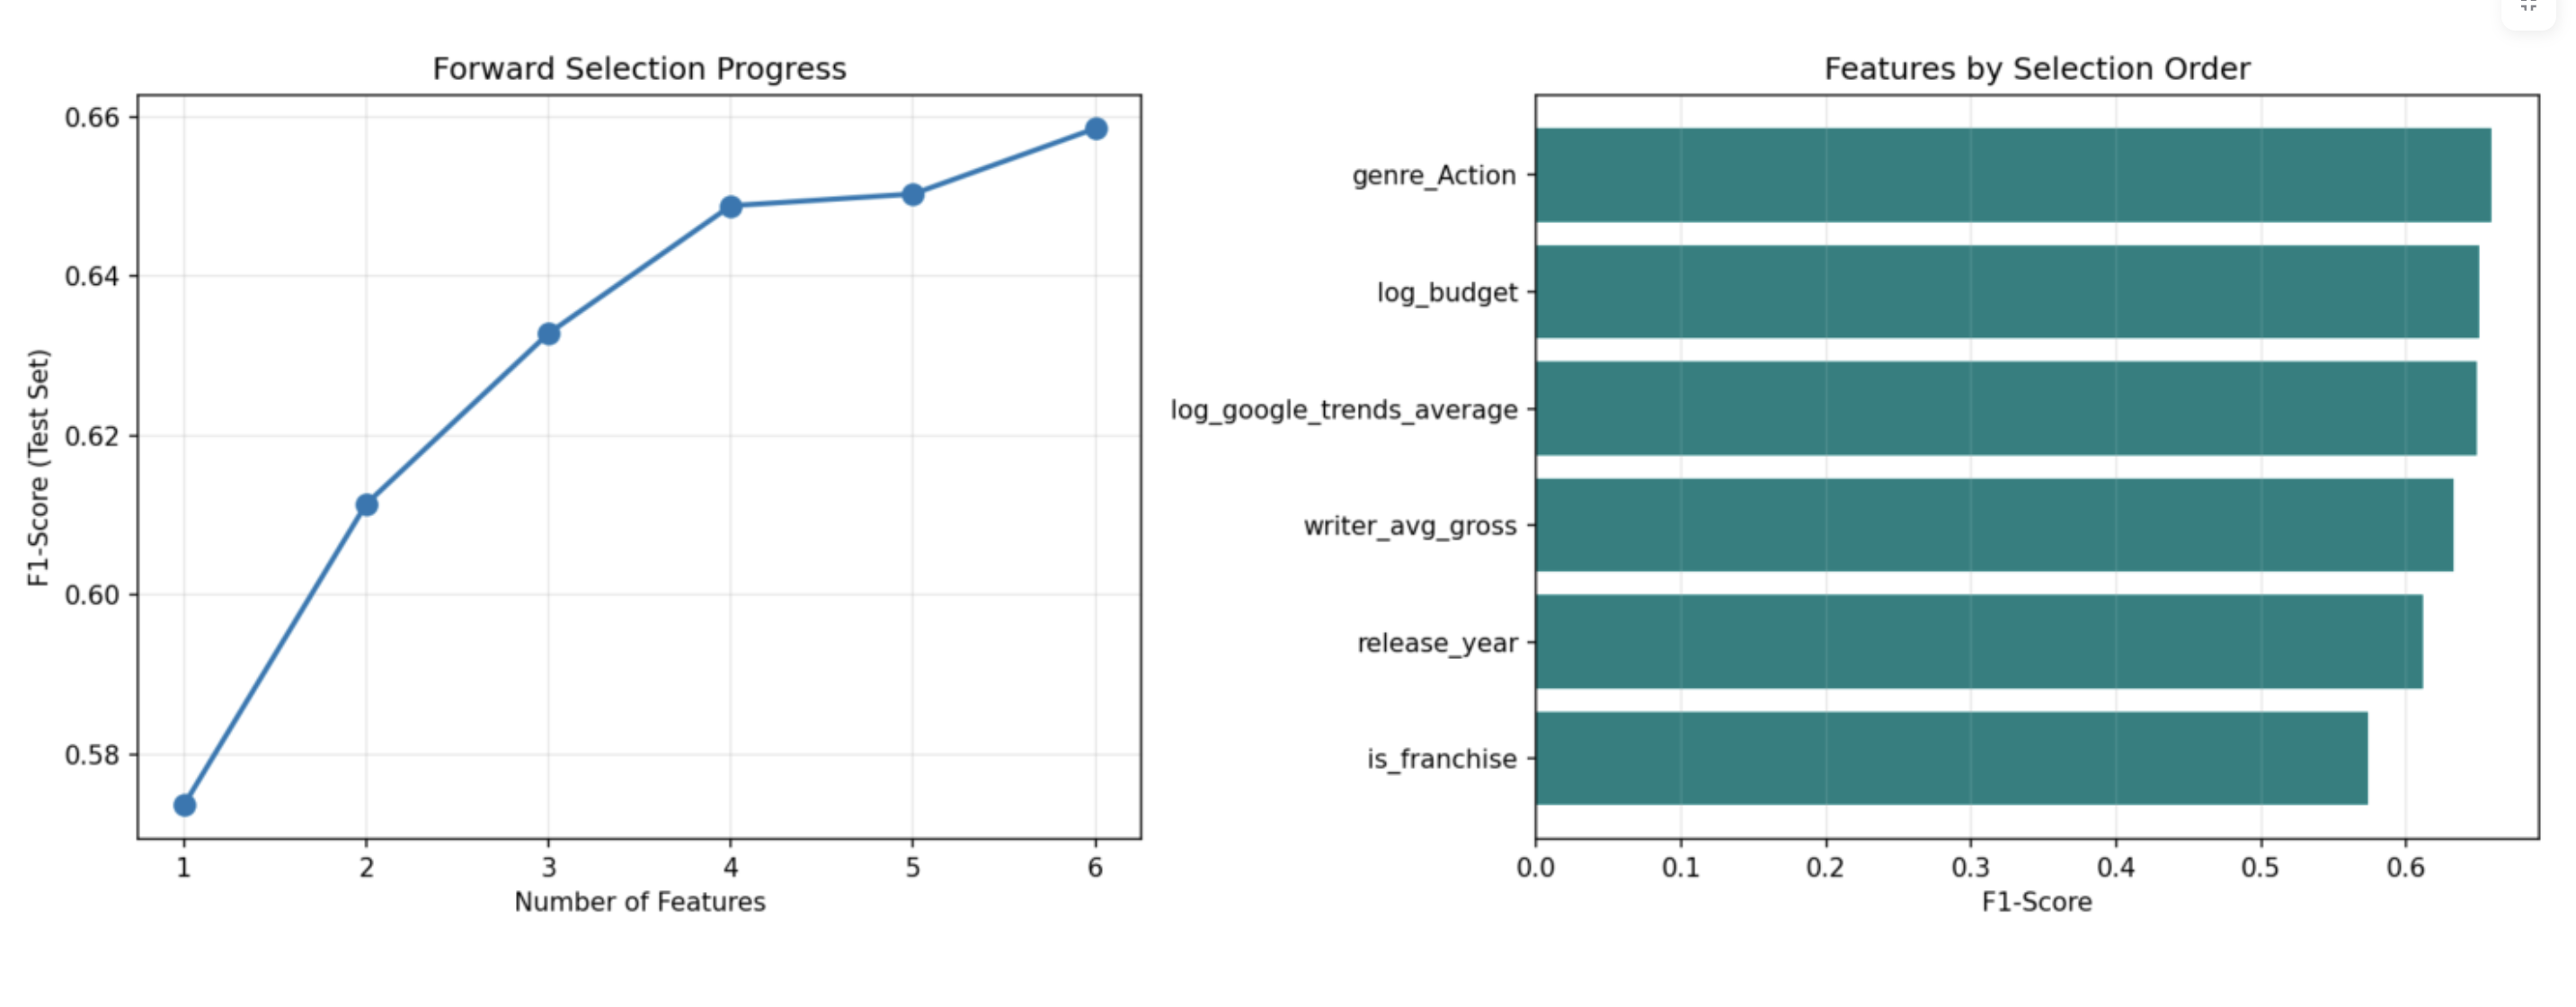 Forward Selection Progress
0.66
0.64
0.62
0.60
0.58
F1-Score (Test Set)
1 2 3 4 5 6
Number of Features
Features by Selection Order
genre_Action
log_budget
log_google_trends_average
writer_avg_gross
release_year
is_franchise
0.0 0.1 0.2 0.3 0.4 0.5 0.6
F1-Score